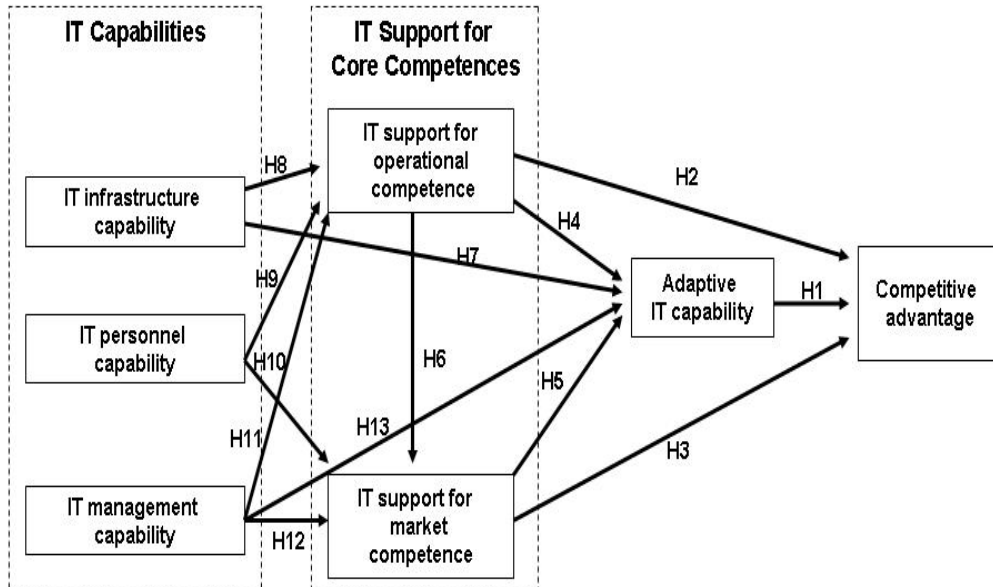 IT Capabilities
IT Support for
Core Competences
IT support for
operational
competence
H8
H2
IT infrastructure
capability
H4
H7
H9
Adaptive
IT capability
H1
Competitive
advantage
IT personnel
capability
H10
H6
H5
H13
H11
H3
IT management
capability
H12
IT support for
market
competence